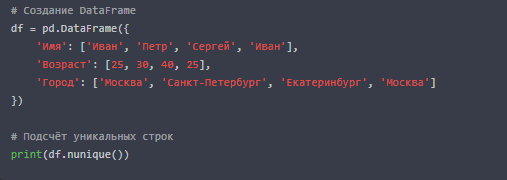 # Создание DataFrame
df = pd.DataFrame({
    'Имя': ['Иван', 'Петр', 'Сергей', 'Иван'],
    'Возраст': [25, 30, 40, 25],
    'Город': ['Москва', 'Санкт-Петербург', 'Екатеринбург', 'Москва']
})

# Подсчёт уникальных строк
print(df.nunique())